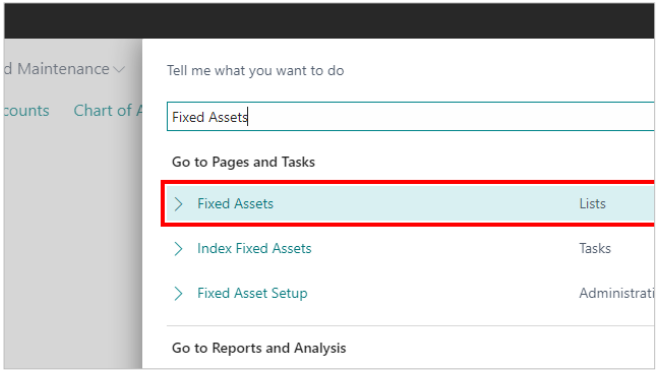 Tell me what you want to do
d Maintenance
counts Chart of A
Fixed Assets
Go to Pages and Tasks
Fixed Assets Lists
Index Fixed Assets Tasks
Fixed Asset Setup Administrati
Go to Reports and Analysis